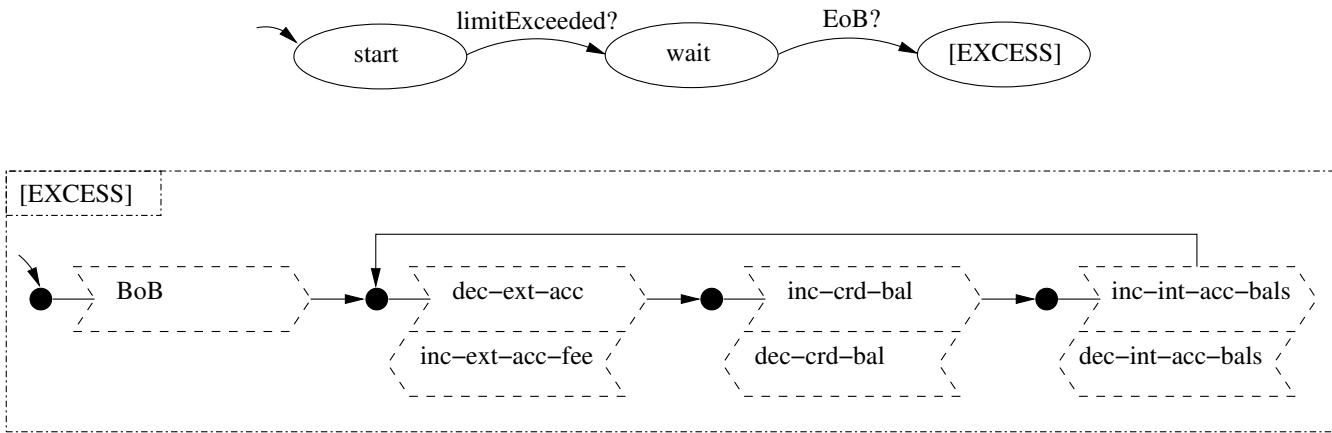 limitExceeded?
EoB?
start
wait
[EXCESS]
[EXCESS]
BoB
dec−ext−acc
inc−crd−bal
inc−int−acc−bals
inc−ext−acc−fee
dec−crd−bal
dec−int−acc−bals